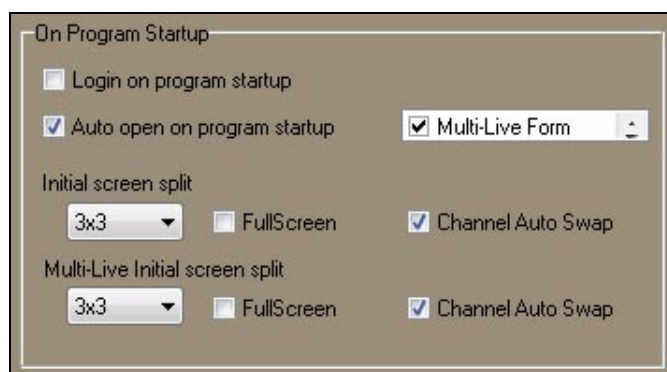 On Program Startup
Login on program startup
Auto open on program startup Multi-Live Form
Initial screen split
3x3 FullScreen Channel Auto Swap
Multi-Live Initial screen split
3x3 FullScreen Channel Auto Swap